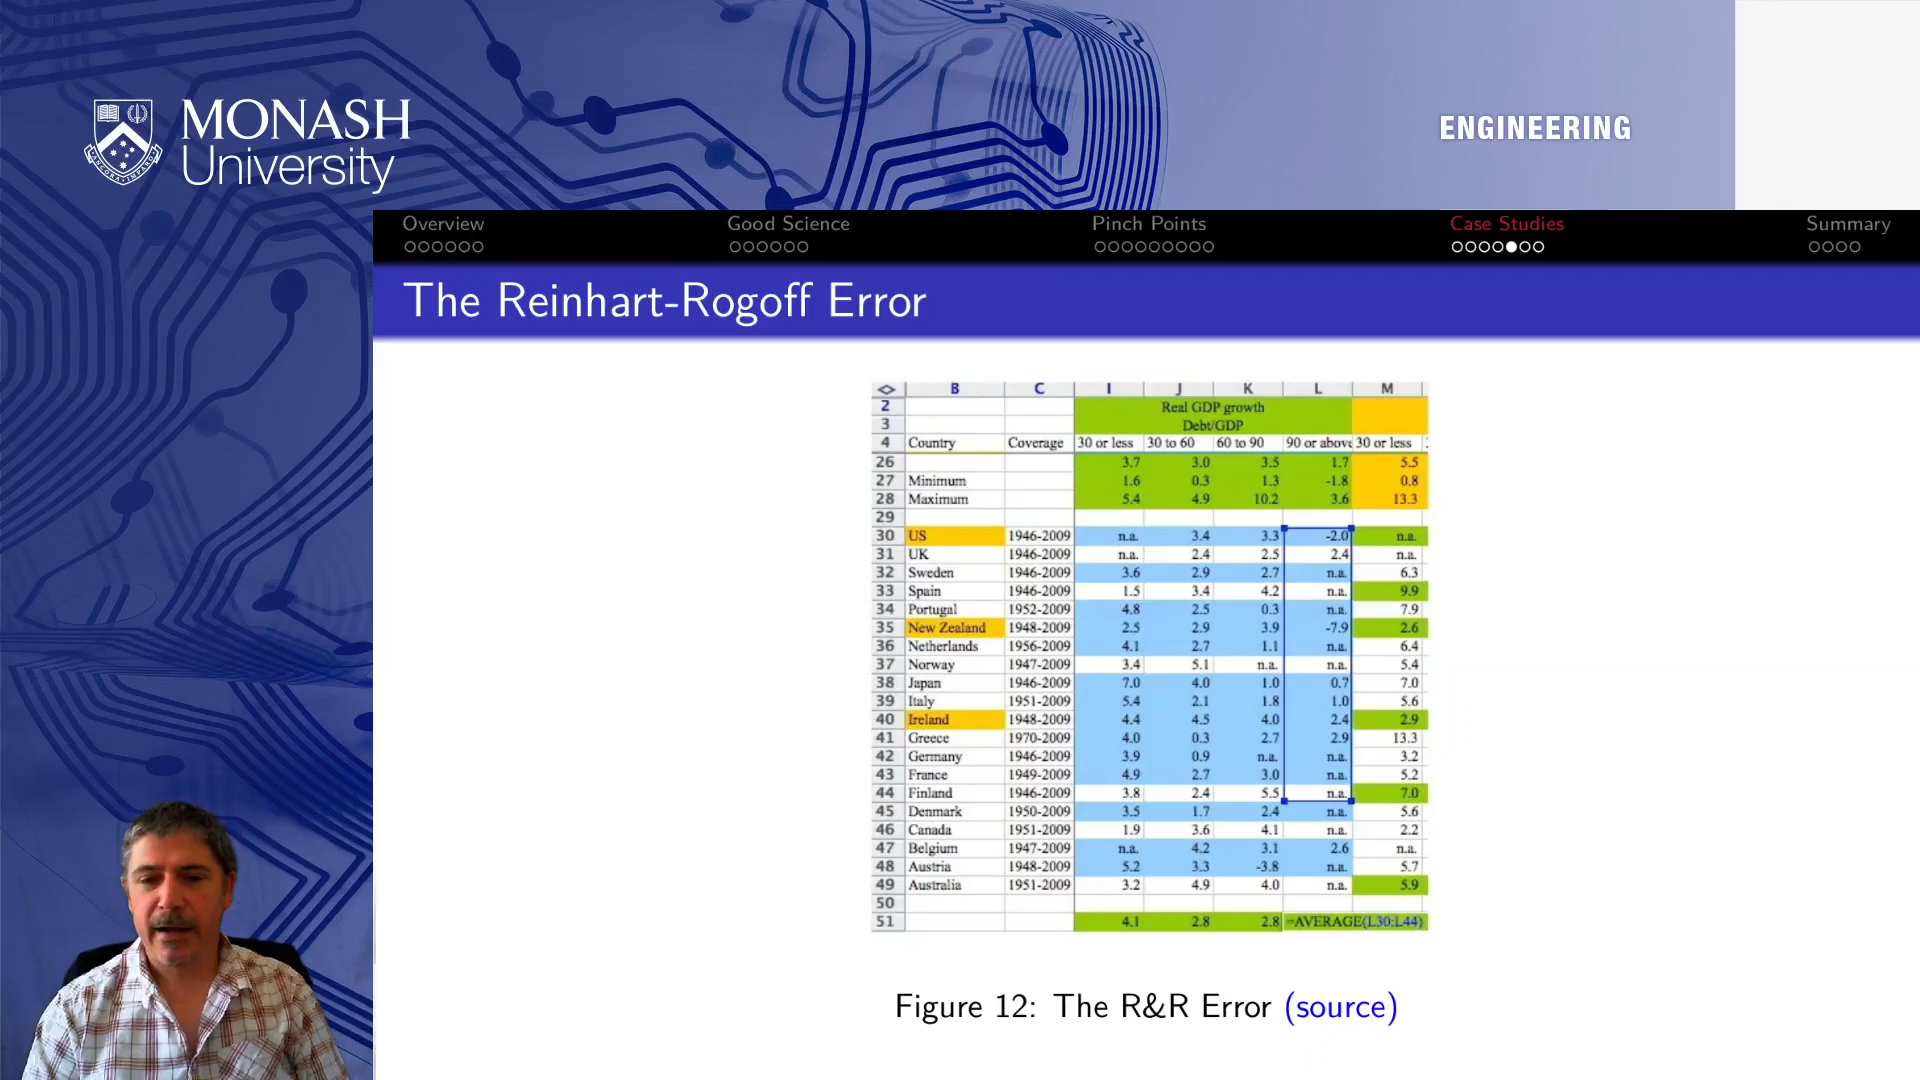 MONASH
University
ENGINEERING
Overview Good Science Pinch Points Case Studies Summary
The Reinhart-Rogoff Error
B C I J K L M
2 Real GDP growth
3 Debt/GDP
4 Country Coverage 30 or less 30 to 60 60 to 90 90 or above 30 or less
26 3.7 3.0 3.5 1.7 5.5
27 Minimum 1.6 0.3 1.3 -1.8 0.8
28 Maximum 5.4 4.9 10.2 3.6 13.3
29
30 US 1946-2009 n.a. 3.4 3.3 -2.0 n.a.
31 UK 1946-2009 n.a. 2.4 2.5 2.4 n.a.
32 Sweden 1946-2009 3.6 2.9 2.7 n.a. 6.3
33 Spain 1946-2009 1.5 3.4 4.2 n.a. 9.9
34 Portugal 1952-2009 4.8 2.5 0.3 n.a. 7.9
35 New Zealand 1948-2009 2.5 2.9 3.9 -7.9 2.6
36 Netherlands 1956-2009 4.1 2.7 1.1 n.a. 6.4
37 Norway 1947-2009 3.4 5.1 n.a. n.a. 5.4
38 Japan 1946-2009 7.0 4.0 1.0 0.7 7.0
39 Italy 1951-2009 5.4 2.1 1.8 1.0 5.6
40 Ireland 1948-2009 4.4 4.5 4.0 2.4 2.9
41 Greece 1970-2009 4.0 0.3 2.7 2.9 13.3
42 Germany 1946-2009 3.9 0.9 n.a. n.a. 3.2
43 France 1949-2009 4.9 2.7 3.0 n.a. 5.2
44 Finland 1946-2009 3.8 2.4 5.5 n.a. 7.0
45 Denmark 1950-2009 3.5 1.7 2.4 n.a. 5.6
46 Canada 1951-2009 1.9 3.6 4.1 n.a. 2.2
47 Belgium 1947-2009 n.a. 4.2 3.1 2.6 n.a.
48 Austria 1948-2009 5.2 3.3 -3.8 n.a. 5.7
49 Australia 1951-2009 3.2 4.9 4.0 n.a. 5.9
50
51 4.1 2.8 2.8 =AVERAGE(L30:L44)
Figure 12: The R&R Error (source)